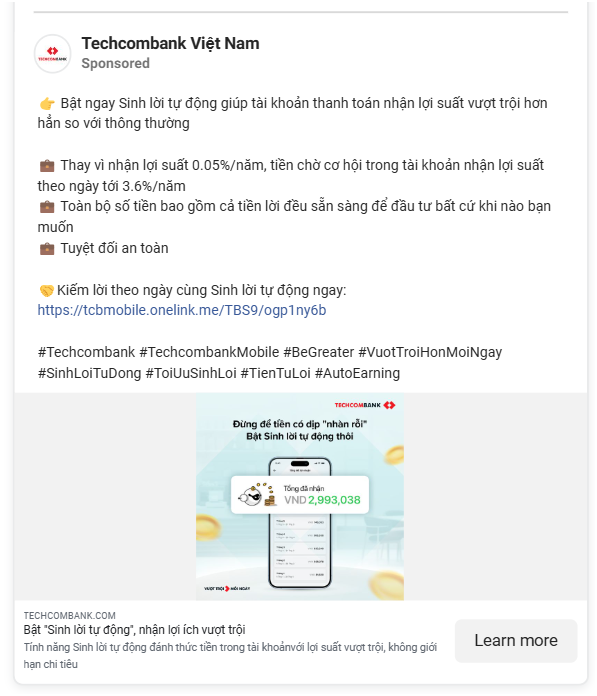 Techcombank Việt Nam
TECHCOMBANK
Sponsored
👉 Bật ngay Sinh lời tự động giúp tài khoản thanh toán nhận lợi suất vượt trội hơn
hẳn so với thông thường
💼 Thay vì nhận lợi suất 0.05%/năm, tiền chờ cơ hội trong tài khoản nhận lợi suất
theo ngày tới 3.6%/năm
💼 Toàn bộ số tiền bao gồm cả tiền lời đều sẵn sàng để đầu tư bất cứ khi nào bạn
muốn
💼 Tuyệt đối an toàn
🤝Kiếm lời theo ngày cùng Sinh lời tự động ngay:
https://tcbmobile.onelink.me/TBS9/ogp1ny6b
#Techcombank #TechcombankMobile #BeGreater #VuotTroiHonMoiNgay
#SinhLoiTuDong #ToiUuSinhLoi #TienTuLoi #AutoEarning
TECHCOMBANK
Đừng để tiền có dịp "nhàn rỗi"
Bật Sinh lời tự động thôi
Tổng đã nhận
VND 2,993,038
VƯỢT TRỘI MỖI NGÀY
TECHCOMBANK.COM
Bật "Sinh lời tự động", nhận lợi ích vượt trội
Tính năng Sinh lời tự động đánh thức tiền trong tài khoảnvới lợi suất vượt trội, không giới
hạn chi tiêu
Learn more